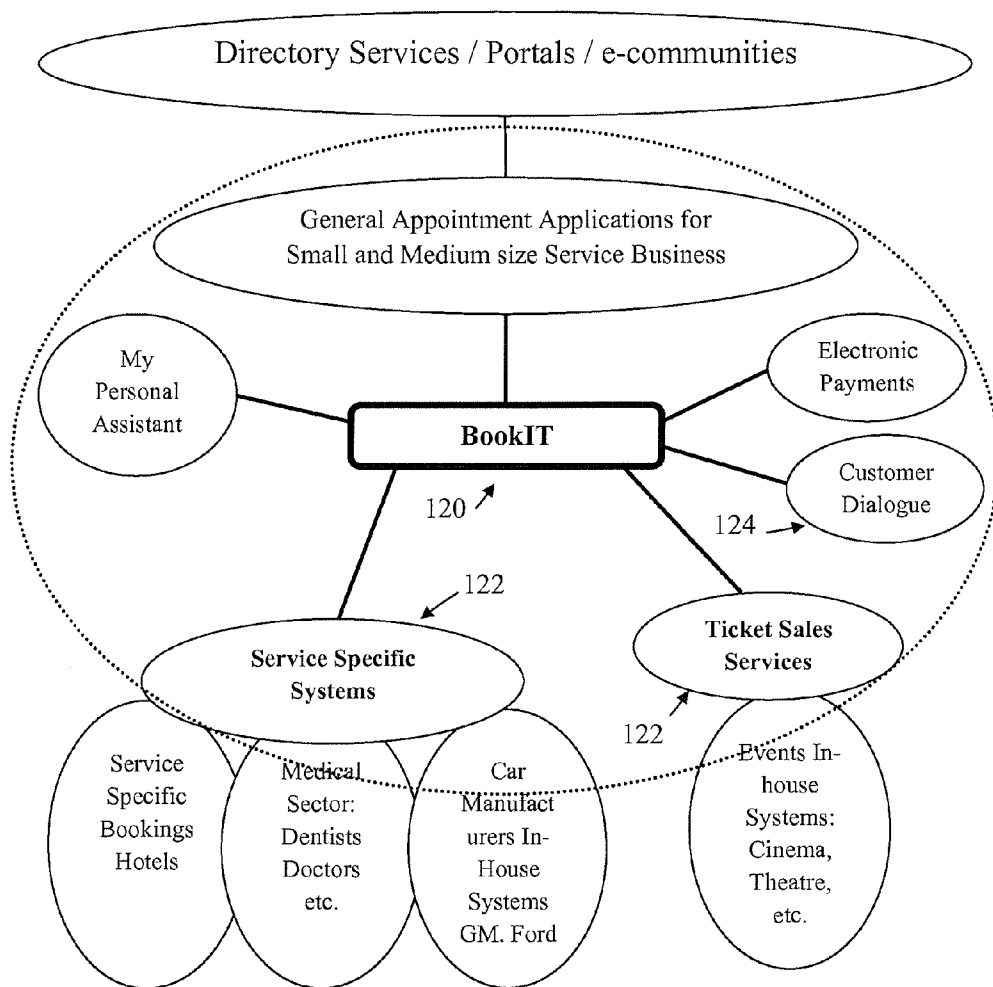 Directory Services / Portals / e-communities
General Appointment Applications for
Small and Medium size Service Business
My
Personal
Assistant
Electronic
Payments
BookIT
Customer
Dialogue
120
124
122
Service Specific
Systems
Ticket Sales
Services
122
Service
Specific
Bookings
Hotels
Medical
Sector:
Dentists
Doctors
etc.
Car
Manufact
urers In-
House
Systems
GM. Ford
Events In-
house
Systems:
Cinema,
Theatre,
etc.